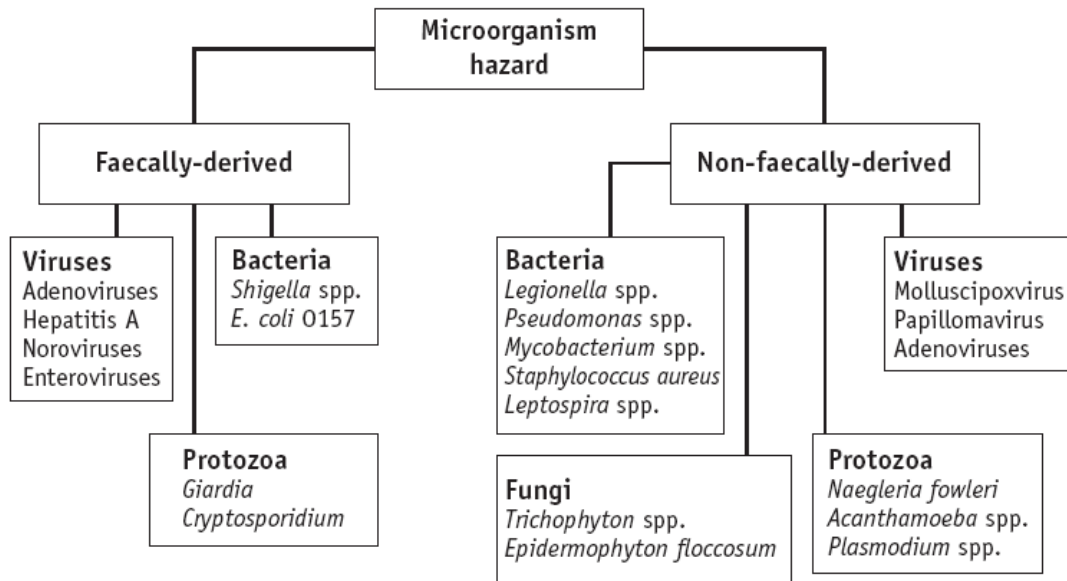 Microorganism
hazard
Faecally-derived
Non-faecally-derived
Viruses
Adenoviruses
Hepatitis A
Noroviruses
Enteroviruses
Bacteria
Shigella spp.
E. coli O157
Protozoa
Giardia
Cryptosporidium
Bacteria
Legionella spp.
Pseudomonas spp.
Mycobacterium spp.
Staphylococcus aureus
Leptospira spp.
Viruses
Molluscipoxvirus
Papillomavirus
Adenoviruses
Fungi
Trichophyton spp.
Epidermophyton floccosum
Protozoa
Naegleria fowleri
Acanthamoeba spp.
Plasmodium spp.